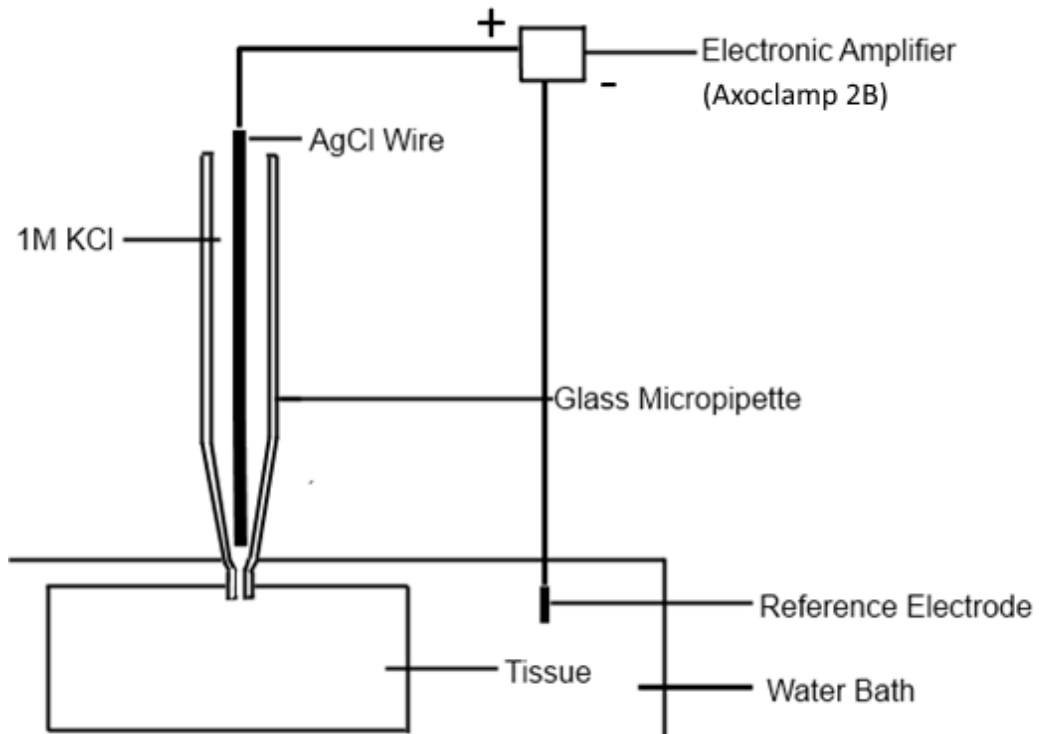 +
Electronic Amplifier
-
(Axoclamp 2B)
AgCl Wire
1M KCl
Glass Micropipette
Reference Electrode
Tissue
Water Bath